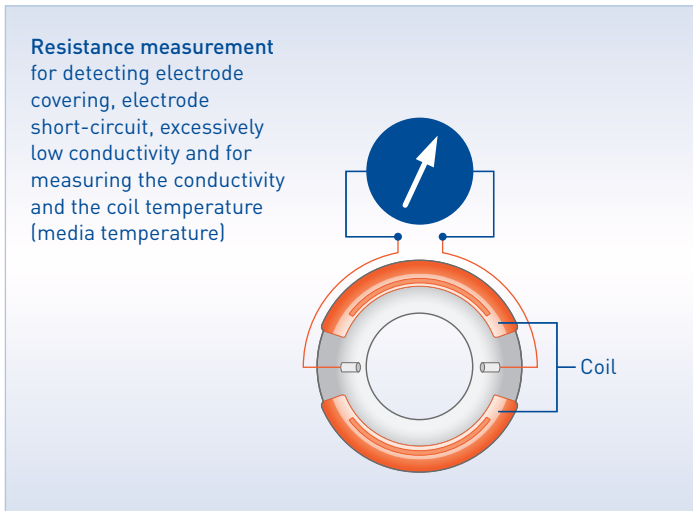 Resistance measurement
for detecting electrode
covering, electrode
short-circuit, excessively
low conductivity and for
measuring the conductivity
and the coil temperature
(media temperature)
Coil